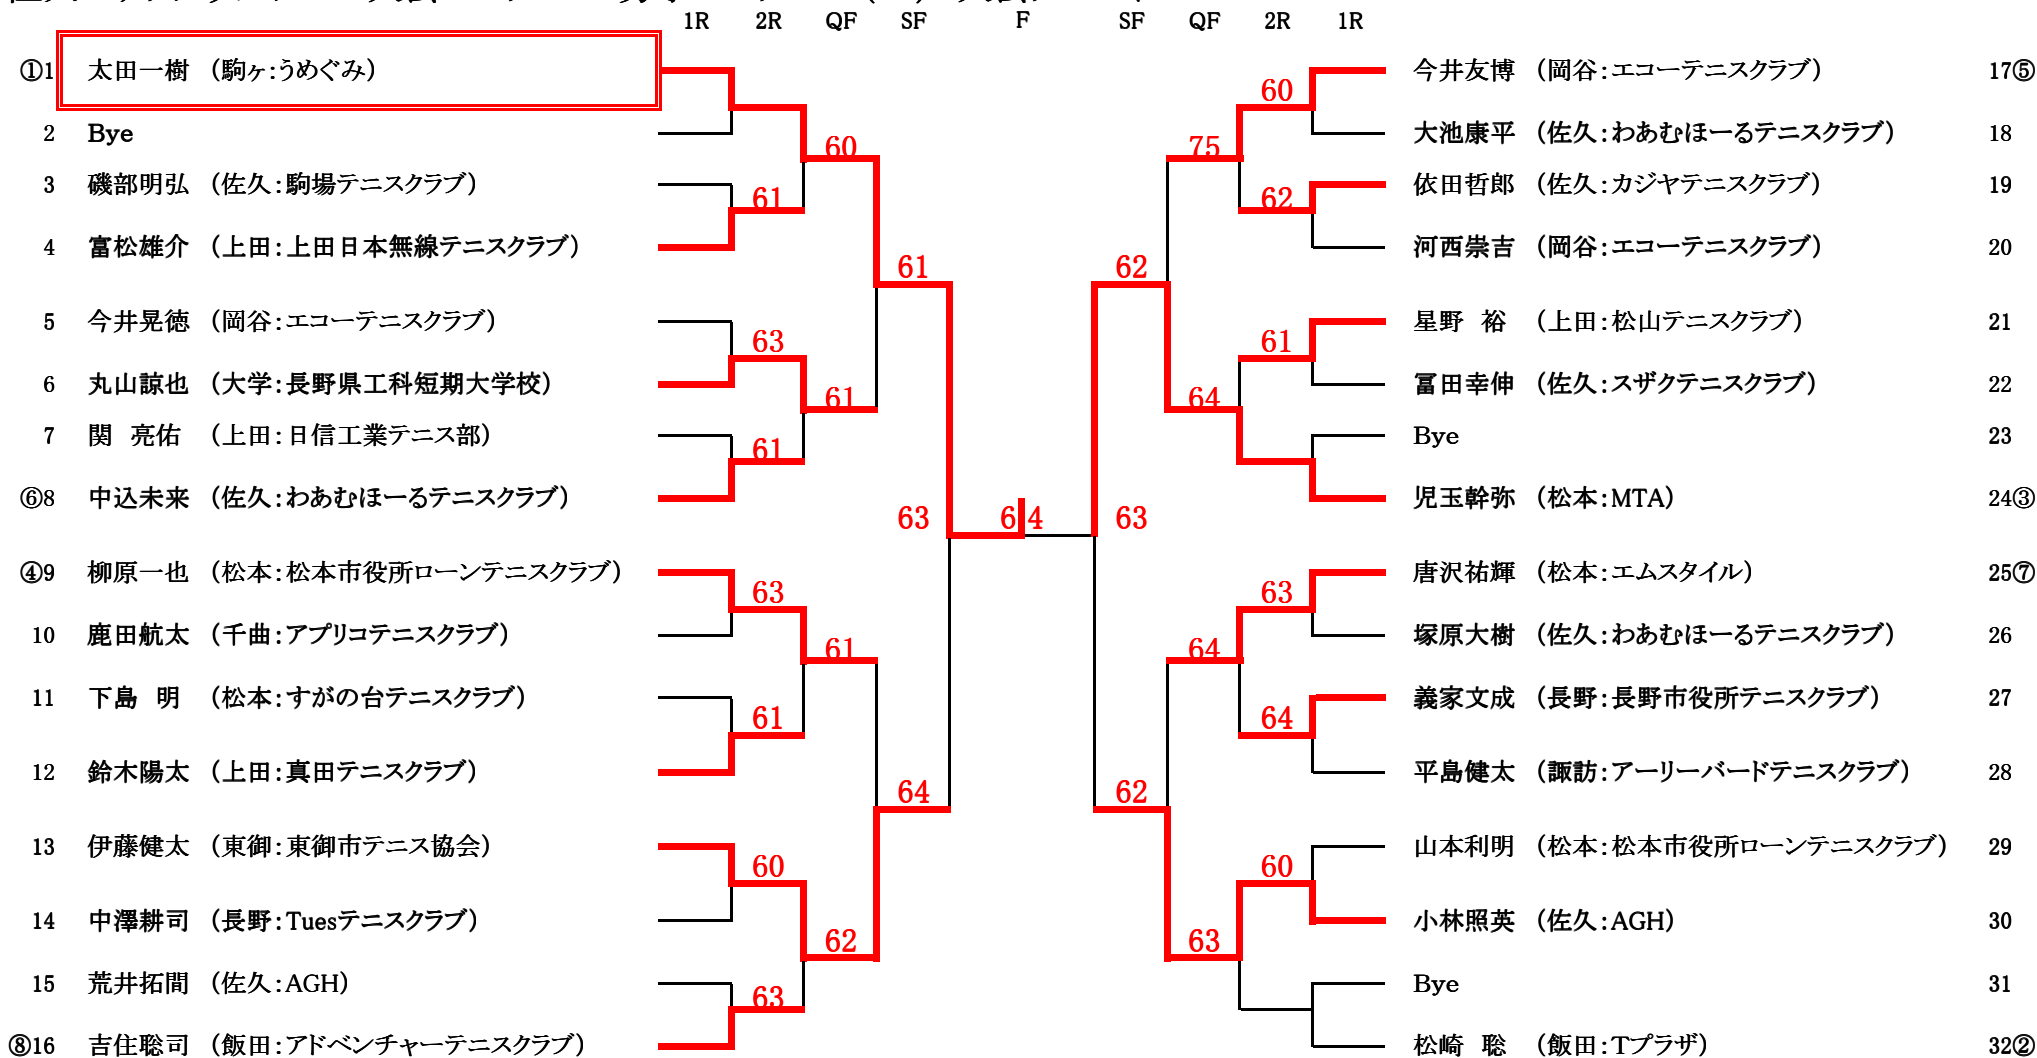 1R 2R QF SF F SF QF 2R 1R
①1 太田一樹 (駒ヶ:うめぐみ) 今井友博 (岡谷:エコーテニスクラブ) 17⑤
60
2 Bye 大池康平 (佐久:わあむほーるテニスクラブ) 18
60 75
3 磯部明弘 (佐久:駒場テニスクラブ) 依田哲郎 (佐久:カジヤテニスクラブ) 19
61 62
4 富松雄介 (上田:上田日本無線テニスクラブ) 河西崇吉 (岡谷:エコーテニスクラブ) 20
61 62
5 今井晃徳 (岡谷:エコーテニスクラブ) 星野 裕 (上田:松山テニスクラブ) 21
63 61
6 丸山諒也 (大学:長野県工科短期大学校) 冨田幸伸 (佐久:スザクテニスクラブ) 22
61 64
7 関 亮佑 (上田:日信工業テニス部) Bye 23
61
⑥8 中込未来 (佐久:わあむほーるテニスクラブ) 児玉幹弥 (松本:MTA) 24③
63 64 63
④9 柳原一也 (松本:松本市役所ローンテニスクラブ) 唐沢祐輝 (松本:エムスタイル) 25⑦
63 63
10 鹿田航太 (千曲:アプリコテニスクラブ) 塚原大樹 (佐久:わあむほーるテニスクラブ) 26
61 64
11 下島 明 (松本:すがの台テニスクラブ) 義家文成 (長野:長野市役所テニスクラブ) 27
61 64
12 鈴木陽太 (上田:真田テニスクラブ) 平島健太 (諏訪:アーリーバードテニスクラブ) 28
64 62
13 伊藤健太 (東御:東御市テニス協会) 山本利明 (松本:松本市役所ローンテニスクラブ) 29
60 60
14 中澤耕司 (長野:Tuesテニスクラブ) 小林照英 (佐久:AGH) 30
62 63
15 荒井拓間 (佐久:AGH) Bye 31
63
⑧16 吉住聡司 (飯田:アドベンチャーテニスクラブ) 松崎 聡 (飯田:Tプラザ) 32②